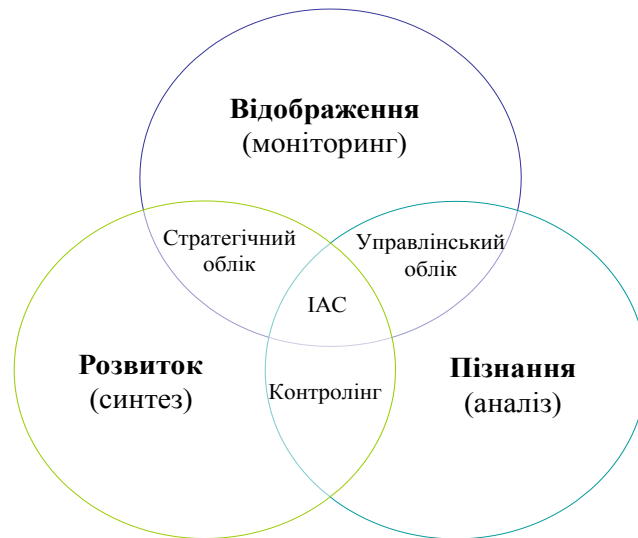 Відображення
(моніторинг)
Стратегічний
облік
Управлінський
облік
ІАС
Розвиток
(синтез)
Контролінг
Пізнання
(аналіз)